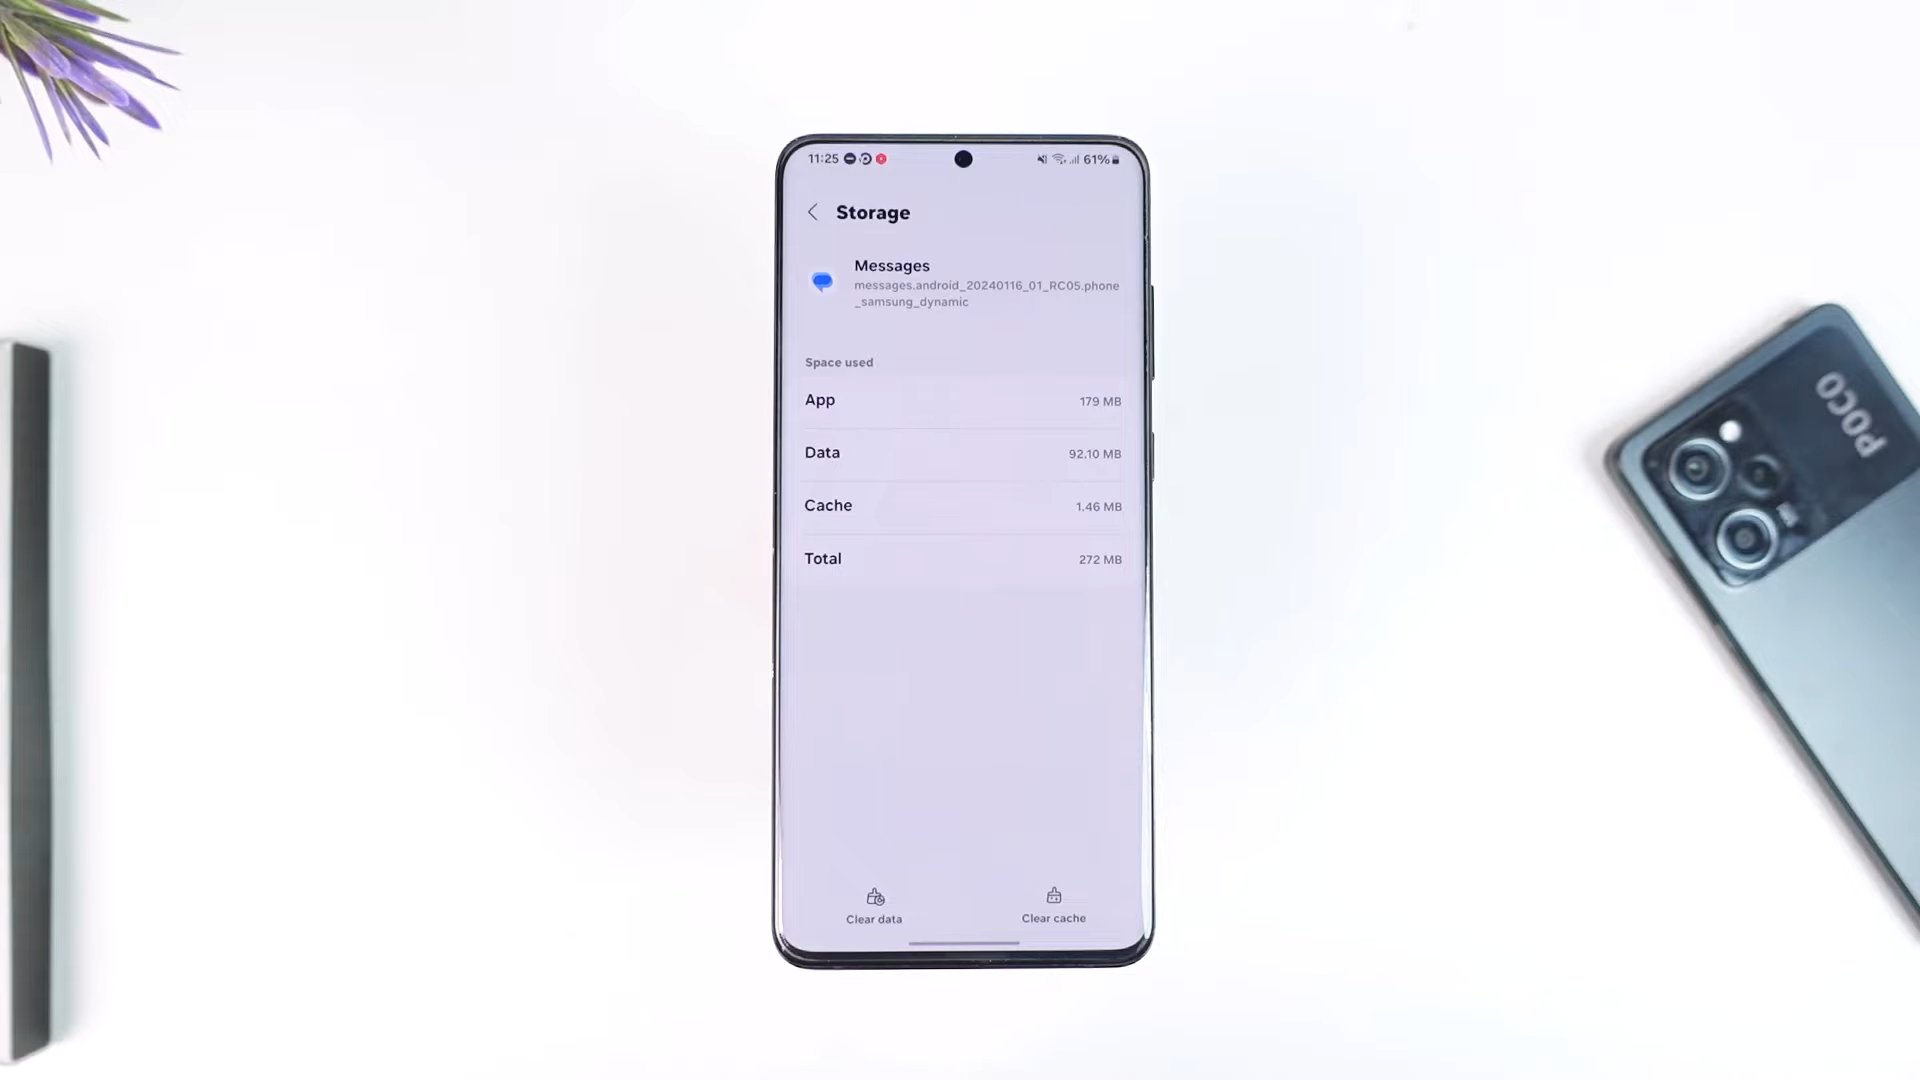 11:25
61%
Storage
Messages
messages.android_20240116_01_RC05.phone
_samsung_dynamic
Space used
App
179 MB
Data
92.10 MB
Cache
1.46 MB
Total
272 MB
Clear data
Clear cache
POCO